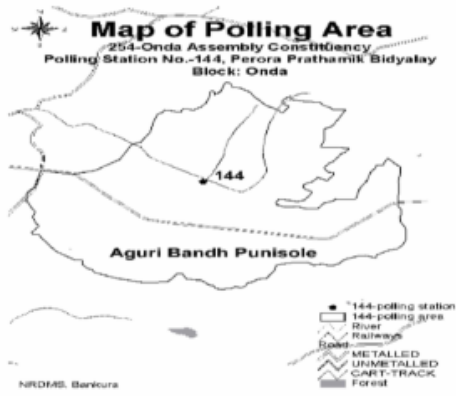 Map of Polling Area
254-Onda Assembly Constituency
Polling Station No.-144, Perora Prathamik Bidyalay
Block: Onda
144
Aguri Bandh Punisole
144-polling station
144-polling area
River
Railways
Road
METALLED
UNMETALLED
CART-TRACK
Forest
NRDMS, Bankura